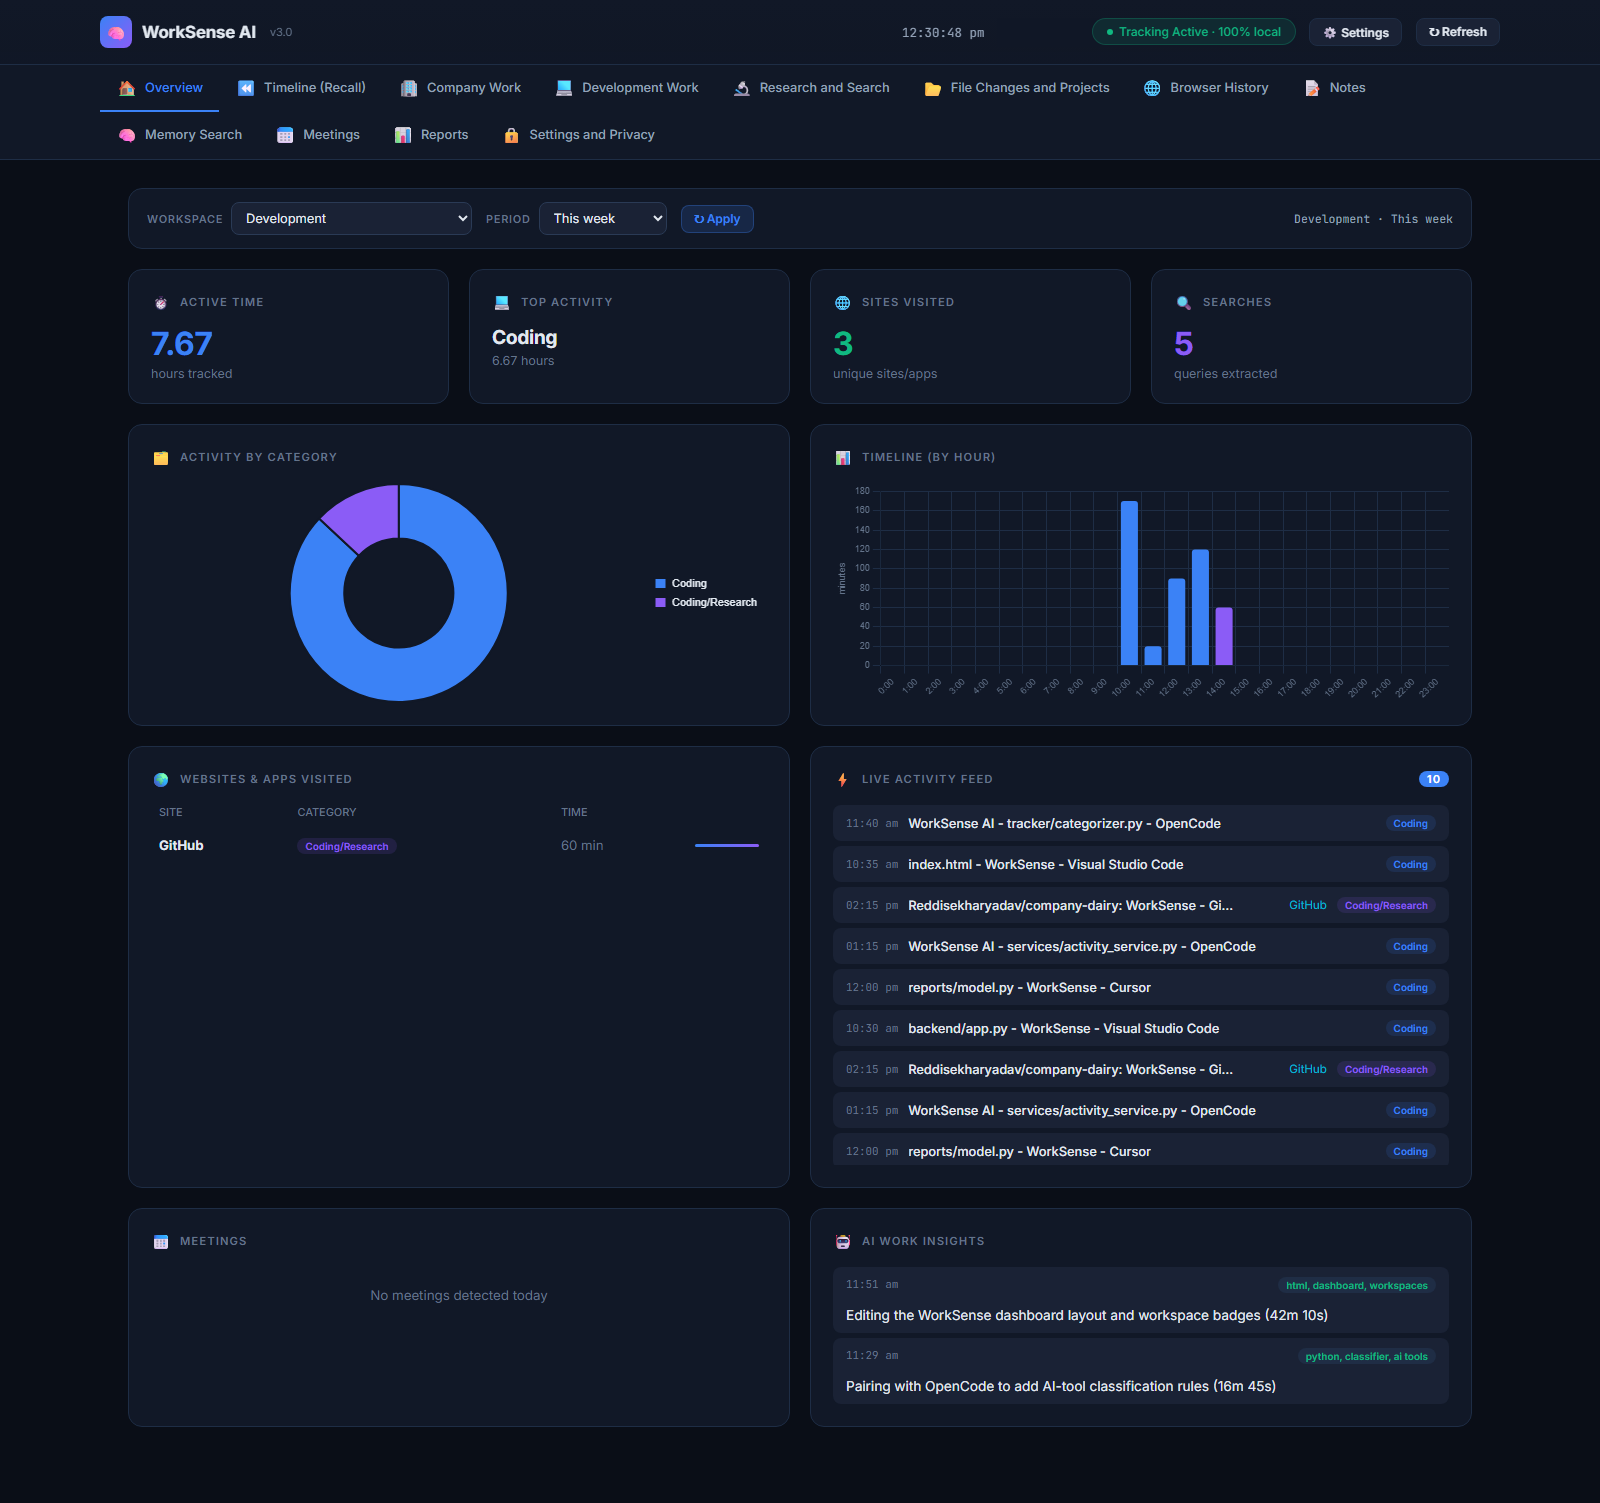 WorkSense AI v3.0
12:30:48 pm
Tracking Active · 100% local
Settings
Refresh
Overview
Timeline (Recall)
Company Work
Development Work
Research and Search
File Changes and Projects
Browser History
Notes
Memory Search
Meetings
Reports
Settings and Privacy
WORKSPACE Development PERIOD This week Apply
Development · This week
ACTIVE TIME
7.67
hours tracked
TOP ACTIVITY
Coding
6.67 hours
SITES VISITED
3
unique sites/apps
SEARCHES
5
queries extracted
ACTIVITY BY CATEGORY
Coding
Coding/Research
TIMELINE (BY HOUR)
minutes
180
160
140
120
100
80
60
40
20
0
0:00 1:00 2:00 3:00 4:00 5:00 6:00 7:00 8:00 9:00 10:00 11:00 12:00 13:00 14:00 15:00 16:00 17:00 18:00 19:00 20:00 21:00 22:00 23:00
WEBSITES & APPS VISITED
SITE CATEGORY TIME
GitHub Coding/Research 60 min
LIVE ACTIVITY FEED 10
11:40 am WorkSense AI - tracker/categorizer.py - OpenCode Coding
10:35 am index.html - WorkSense - Visual Studio Code Coding
02:15 pm Reddisekharyadav/company-dairy: WorkSense - Gi... GitHub Coding/Research
01:15 pm WorkSense AI - services/activity_service.py - OpenCode Coding
12:00 pm reports/model.py - WorkSense - Cursor Coding
10:30 am backend/app.py - WorkSense - Visual Studio Code Coding
02:15 pm Reddisekharyadav/company-dairy: WorkSense - Gi... GitHub Coding/Research
01:15 pm WorkSense AI - services/activity_service.py - OpenCode Coding
12:00 pm reports/model.py - WorkSense - Cursor Coding
MEETINGS
No meetings detected today
AI WORK INSIGHTS
11:51 am html, dashboard, workspaces
Editing the WorkSense dashboard layout and workspace badges (42m 10s)
11:29 am python, classifier, ai tools
Pairing with OpenCode to add AI-tool classification rules (16m 45s)